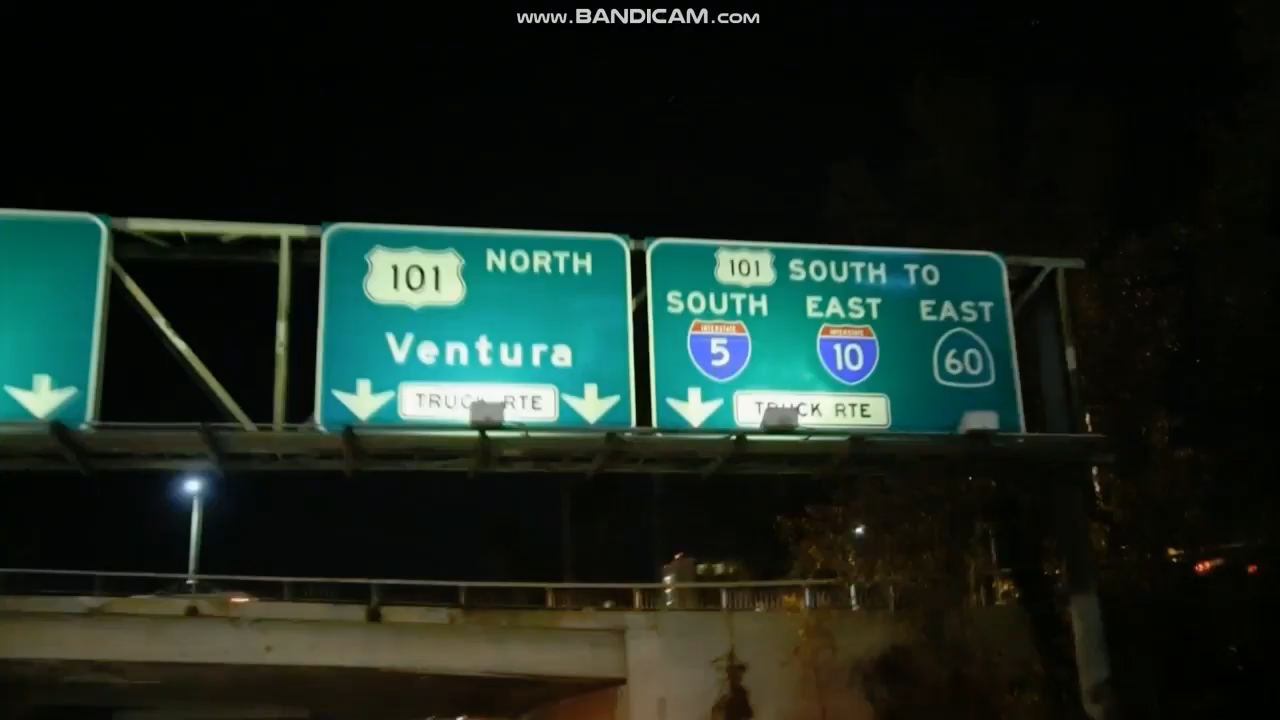 www.BANDICAM.com
101 NORTH
Ventura
TRUCK RTE
101 SOUTH TO
SOUTH EAST EAST
INTERSTATE INTERSTATE
5 10 60
TRUCK RTE